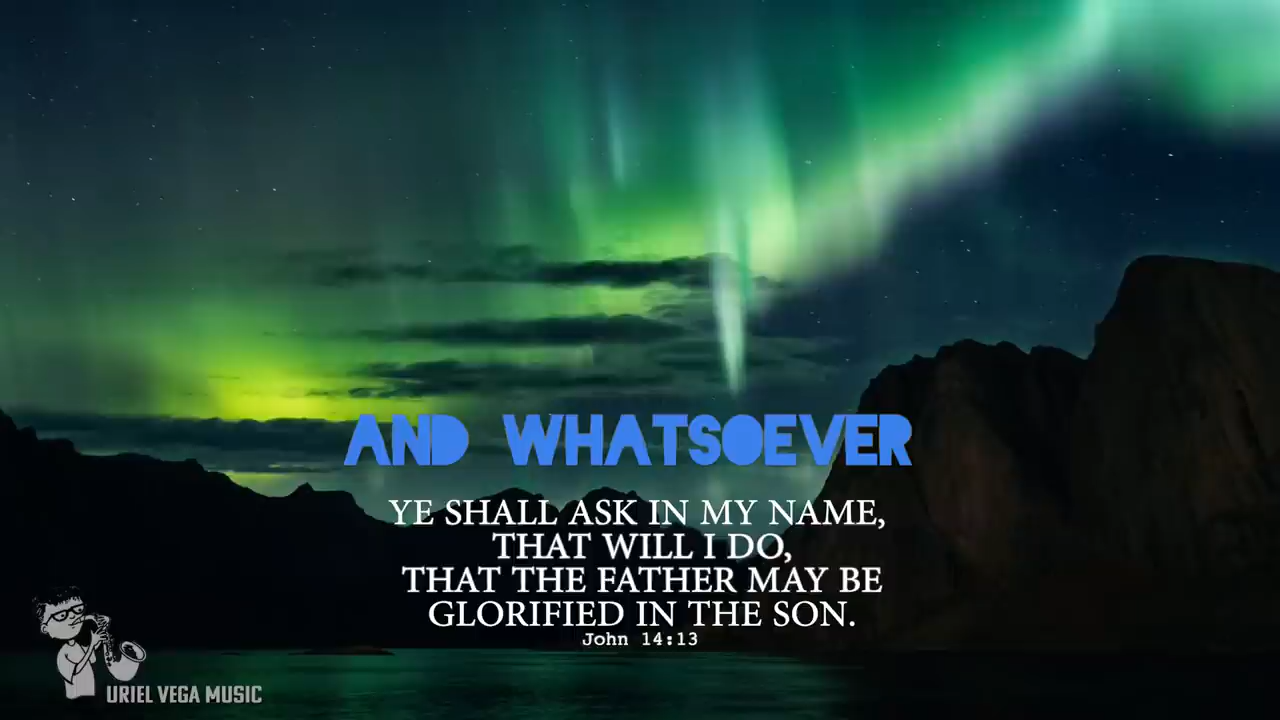 AND WHATSOEVER
YE SHALL ASK IN MY NAME,
THAT WILL I DO,
THAT THE FATHER MAY BE
GLORIFIED IN THE SON.
John 14:13
URIEL VEGA MUSIC